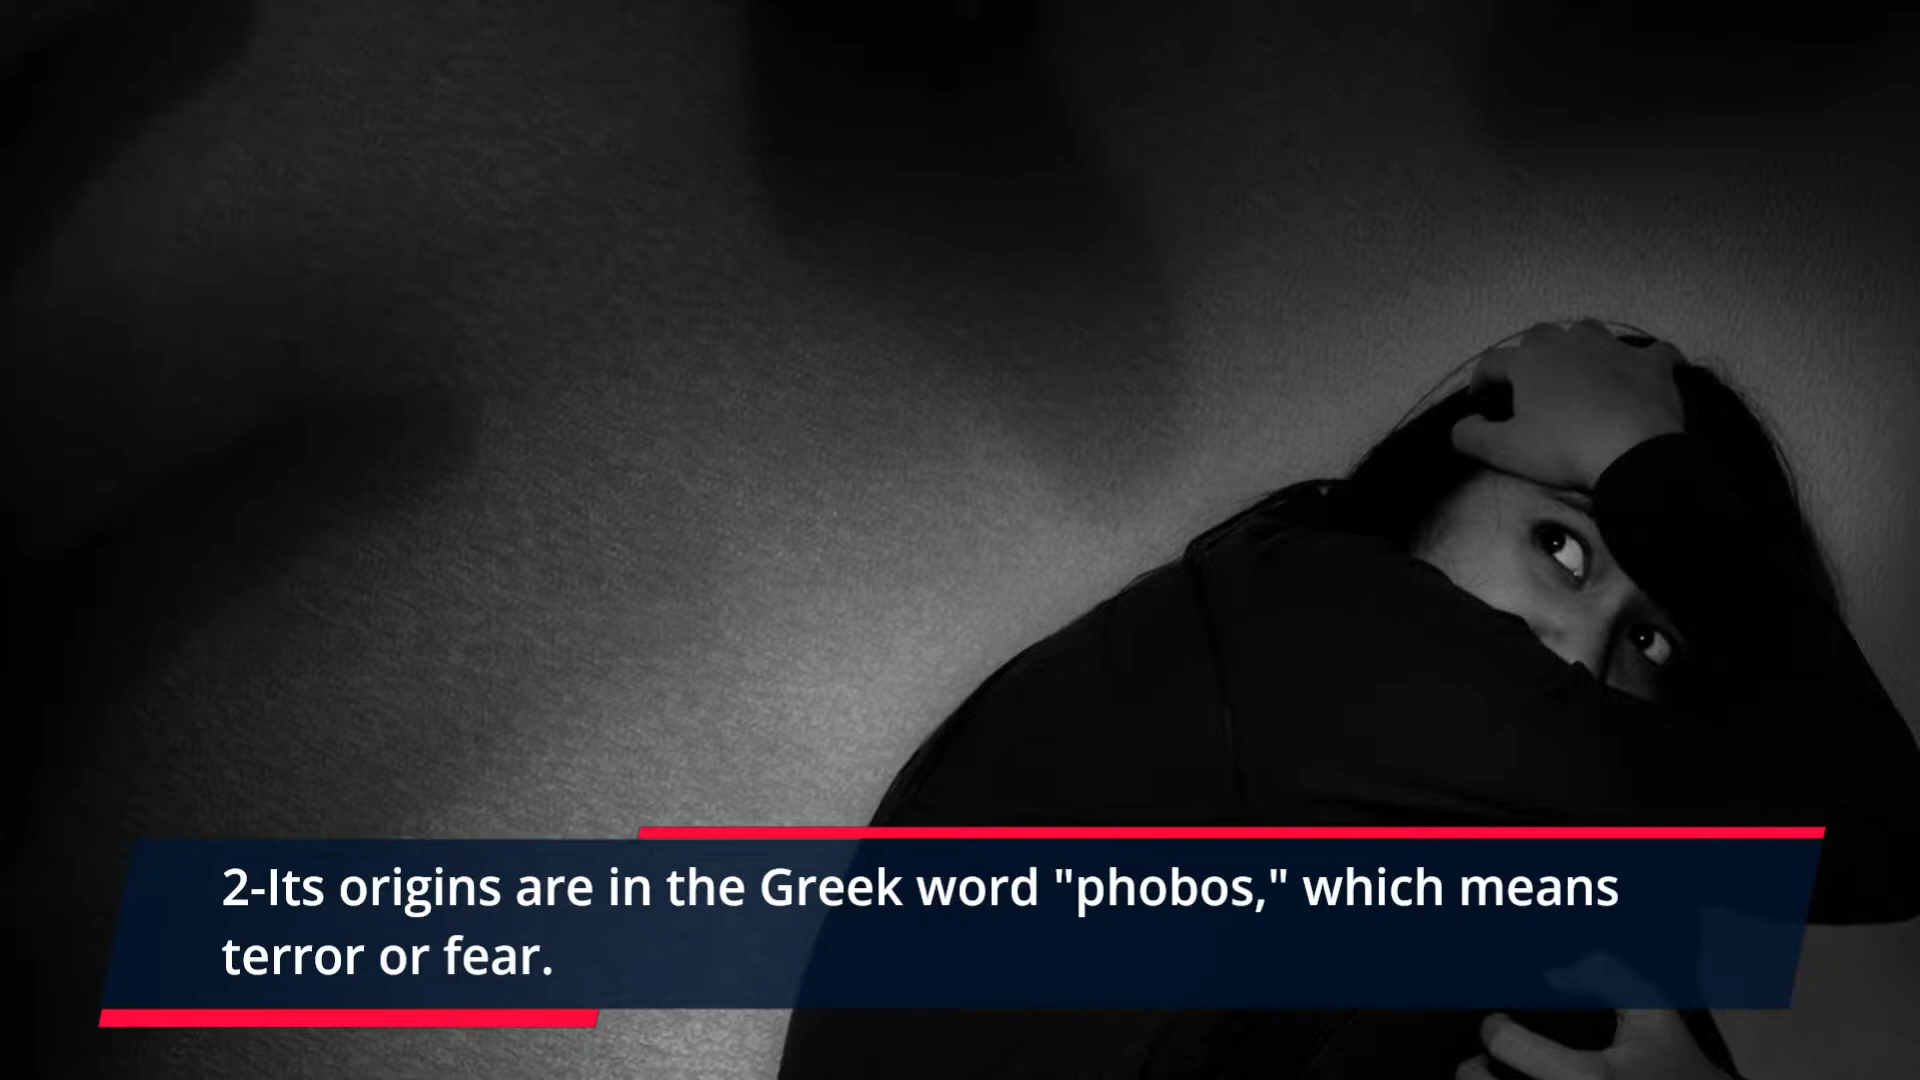 2-Its origins are in the Greek word "phobos," which means
terror or fear.